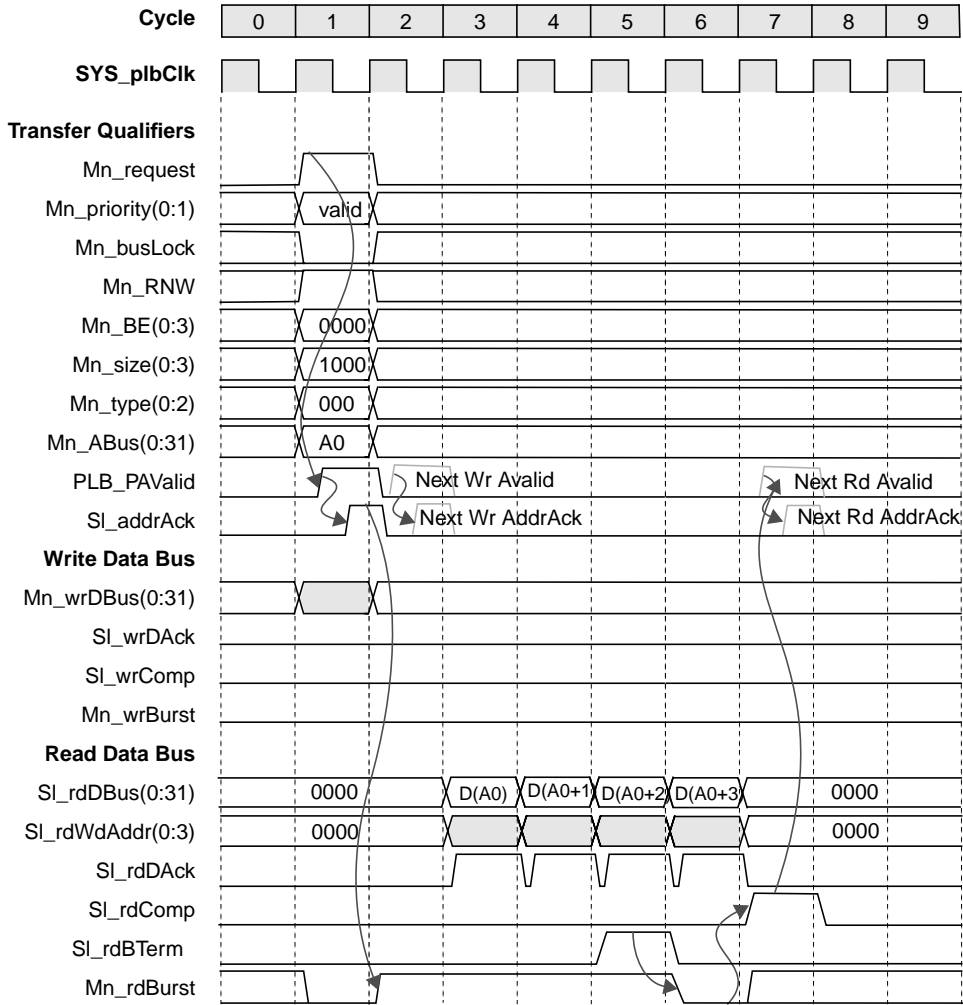 Cycle 0 1 2 3 4 5 6 7 8 9
SYS_plbClk
Transfer Qualifiers
Mn_request
Mn_priority(0:1) valid
Mn_busLock
Mn_RNW
Mn_BE(0:3) 0000
Mn_size(0:3) 1000
Mn_type(0:2) 000
Mn_ABus(0:31) A0
PLB_PAValid Next Wr Avalid Next Rd Avalid
Sl_addrAck Next Wr AddrAck Next Rd AddrAck
Write Data Bus
Mn_wrDBus(0:31)
Sl_wrDAck
Sl_wrComp
Mn_wrBurst
Read Data Bus
Sl_rdDBus(0:31) 0000 D(A0) D(A0+1) D(A0+2) D(A0+3) 0000
Sl_rdWdAddr(0:3) 0000 0000
Sl_rdDAck
Sl_rdComp
Sl_rdBTerm
Mn_rdBurst